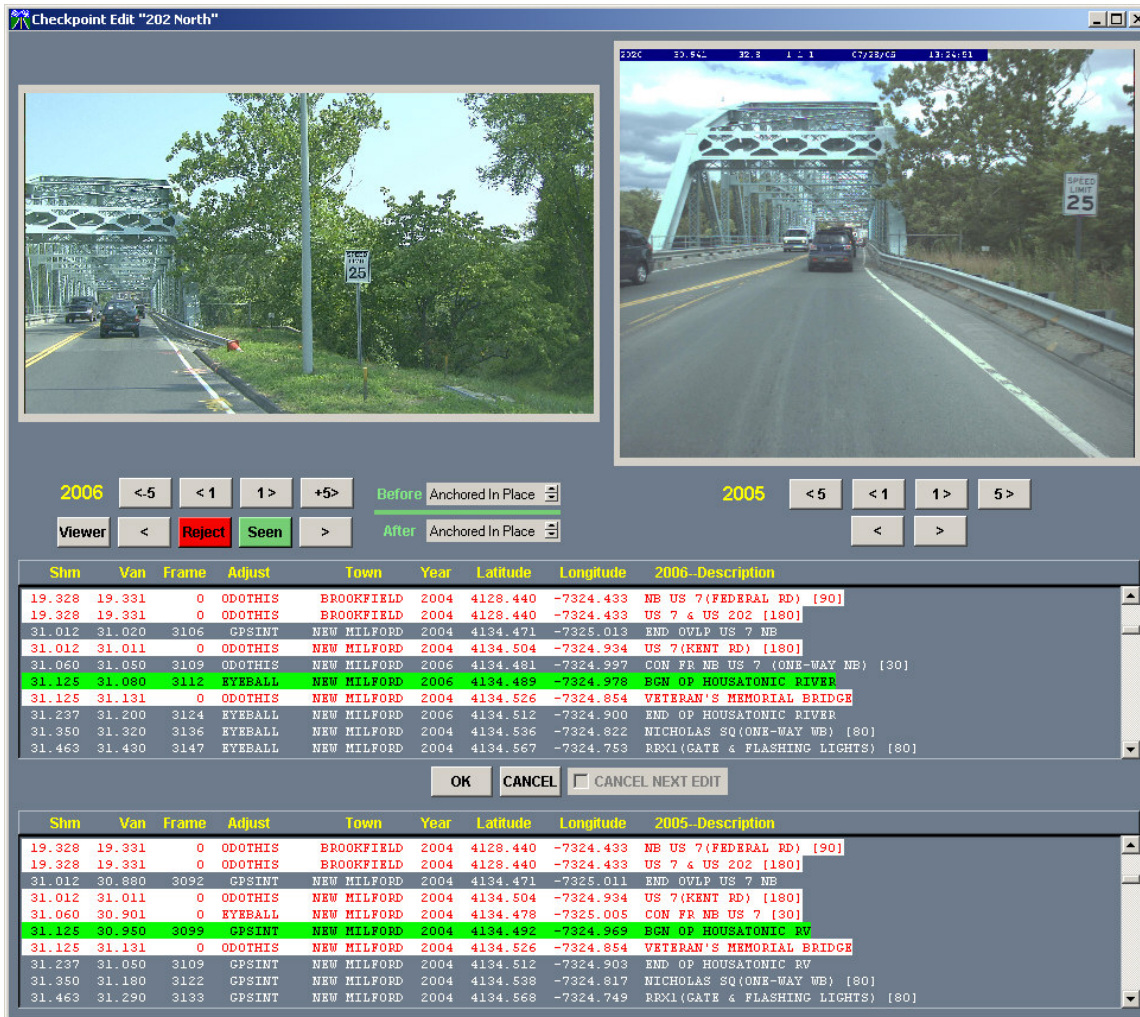 Checkpoint Edit "202 North"
2020 30.541 32.8 1 1 1 07/28/05 13:24:51
SPEED
LIMIT
25
SPEED
LIMIT
25
2006 <-5 < 1 1 > +5> Before Anchored In Place 2005 < 5 < 1 1 > 5 >
Viewer < Reject Seen > After Anchored In Place < >
Shm Van Frame Adjust Town Year Latitude Longitude 2006--Description
19.328 19.331 0 ODOTHIS BROOKFIELD 2004 4128.440 -7324.433 NB US 7(FEDERAL RD) [90]
19.328 19.331 0 ODOTHIS BROOKFIELD 2004 4128.440 -7324.433 US 7 & US 202 [180]
31.012 31.020 3106 GPSINT NEW MILFORD 2004 4134.471 -7325.013 END OVLP US 7 NB
31.012 31.011 0 ODOTHIS NEW MILFORD 2004 4134.504 -7324.934 US 7(KENT RD) [180]
31.060 31.050 3109 ODOTHIS NEW MILFORD 2006 4134.481 -7324.997 CON FR NB US 7 (ONE-WAY NB) [30]
31.125 31.080 3112 EYEBALL NEW MILFORD 2006 4134.489 -7324.978 BGN OP HOUSATONIC RIVER
31.125 31.131 0 ODOTHIS NEW MILFORD 2004 4134.526 -7324.854 VETERAN'S MEMORIAL BRIDGE
31.237 31.200 3124 EYEBALL NEW MILFORD 2006 4134.512 -7324.900 END OP HOUSATONIC RIVER
31.350 31.320 3136 EYEBALL NEW MILFORD 2006 4134.536 -7324.822 NICHOLAS SQ(ONE-WAY WB) [80]
31.463 31.430 3147 EYEBALL NEW MILFORD 2006 4134.567 -7324.753 RRX1(GATE & FLASHING LIGHTS) [80]
OK CANCEL CANCEL NEXT EDIT
Shm Van Frame Adjust Town Year Latitude Longitude 2005--Description
19.328 19.331 0 ODOTHIS BROOKFIELD 2004 4128.440 -7324.433 NB US 7(FEDERAL RD) [90]
19.328 19.331 0 ODOTHIS BROOKFIELD 2004 4128.440 -7324.433 US 7 & US 202 [180]
31.012 30.880 3092 GPSINT NEW MILFORD 2004 4134.471 -7325.011 END OVLP US 7 NB
31.012 31.011 0 ODOTHIS NEW MILFORD 2004 4134.504 -7324.934 US 7(KENT RD) [180]
31.060 30.901 0 EYEBALL NEW MILFORD 2004 4134.478 -7325.005 CON FR NB US 7 [30]
31.125 30.950 3099 GPSINT NEW MILFORD 2004 4134.492 -7324.969 BGN OP HOUSATONIC RV
31.125 31.131 0 ODOTHIS NEW MILFORD 2004 4134.526 -7324.854 VETERAN'S MEMORIAL BRIDGE
31.237 31.050 3109 GPSINT NEW MILFORD 2004 4134.512 -7324.903 END OP HOUSATONIC RV
31.350 31.180 3122 GPSINT NEW MILFORD 2004 4134.538 -7324.817 NICHOLAS SQ(ONE-WAY WB) [80]
31.463 31.290 3133 GPSINT NEW MILFORD 2004 4134.568 -7324.749 RRX1(GATE & FLASHING LIGHTS) [80]